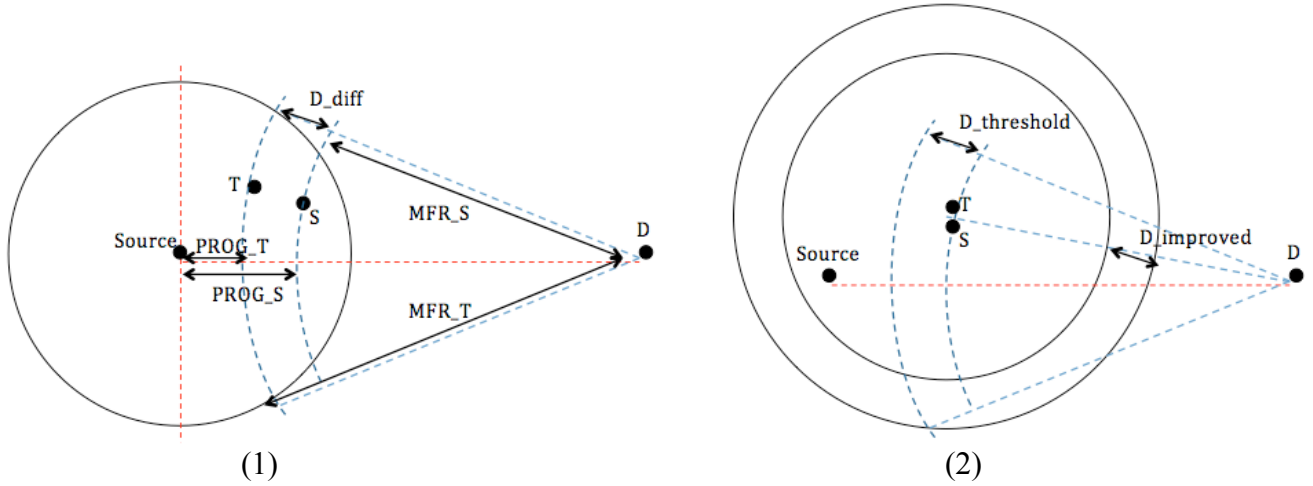 D_diff
T
S
MFR_S
Source
PROG_T
D
PROG_S
MFR_T
(1)
D_threshold
T
S
D_improved
Source
D
(2)